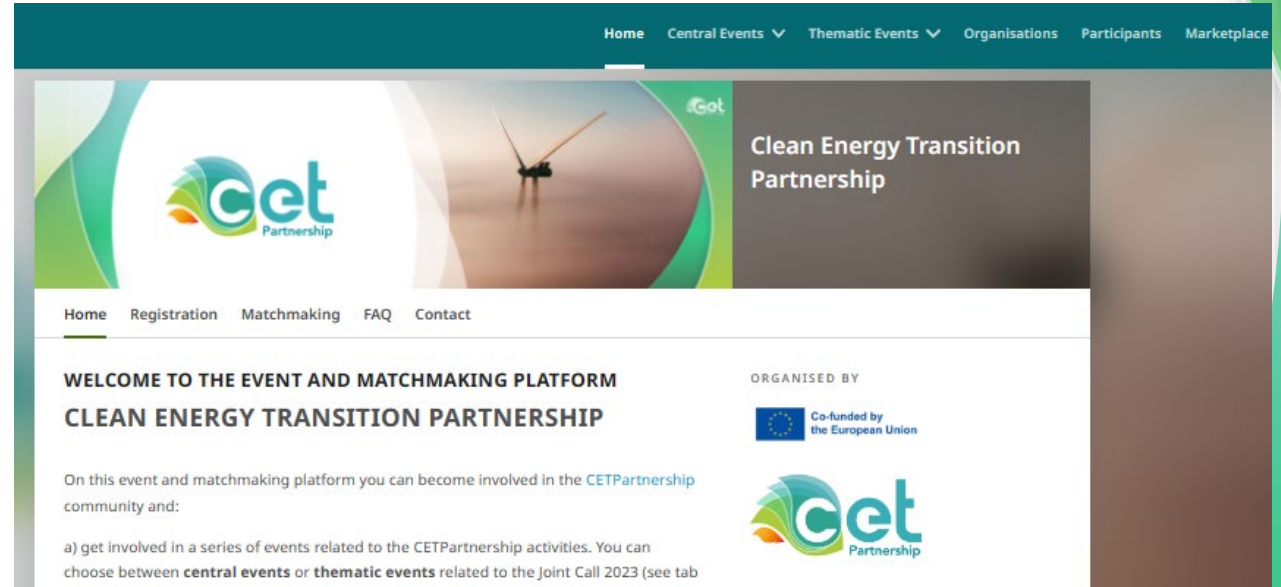 Home Central Events Thematic Events Organisations Participants Marketplace
cet
Partnership
cet
Clean Energy Transition
Partnership
Home Registration Matchmaking FAQ Contact
WELCOME TO THE EVENT AND MATCHMAKING PLATFORM
CLEAN ENERGY TRANSITION PARTNERSHIP
On this event and matchmaking platform you can become involved in the CETPartnership
community and:
a) get involved in a series of events related to the CETPartnership activities. You can
choose between central events or thematic events related to the Joint Call 2023 (see tab
ORGANISED BY
Co-funded by
the European Union
cet
Partnership